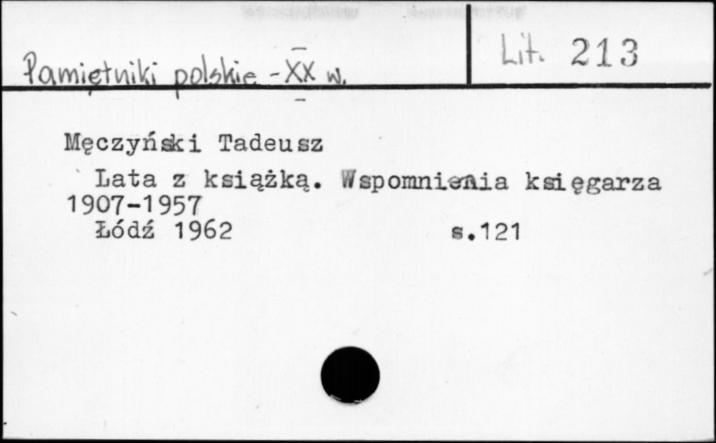 Pamiętniki polskie - XX w.
Lit. 213
Męczyński Tadeusz
Lata z książką. Wspomnienia księgarza
1907-1957
Łódź 1962 s.121